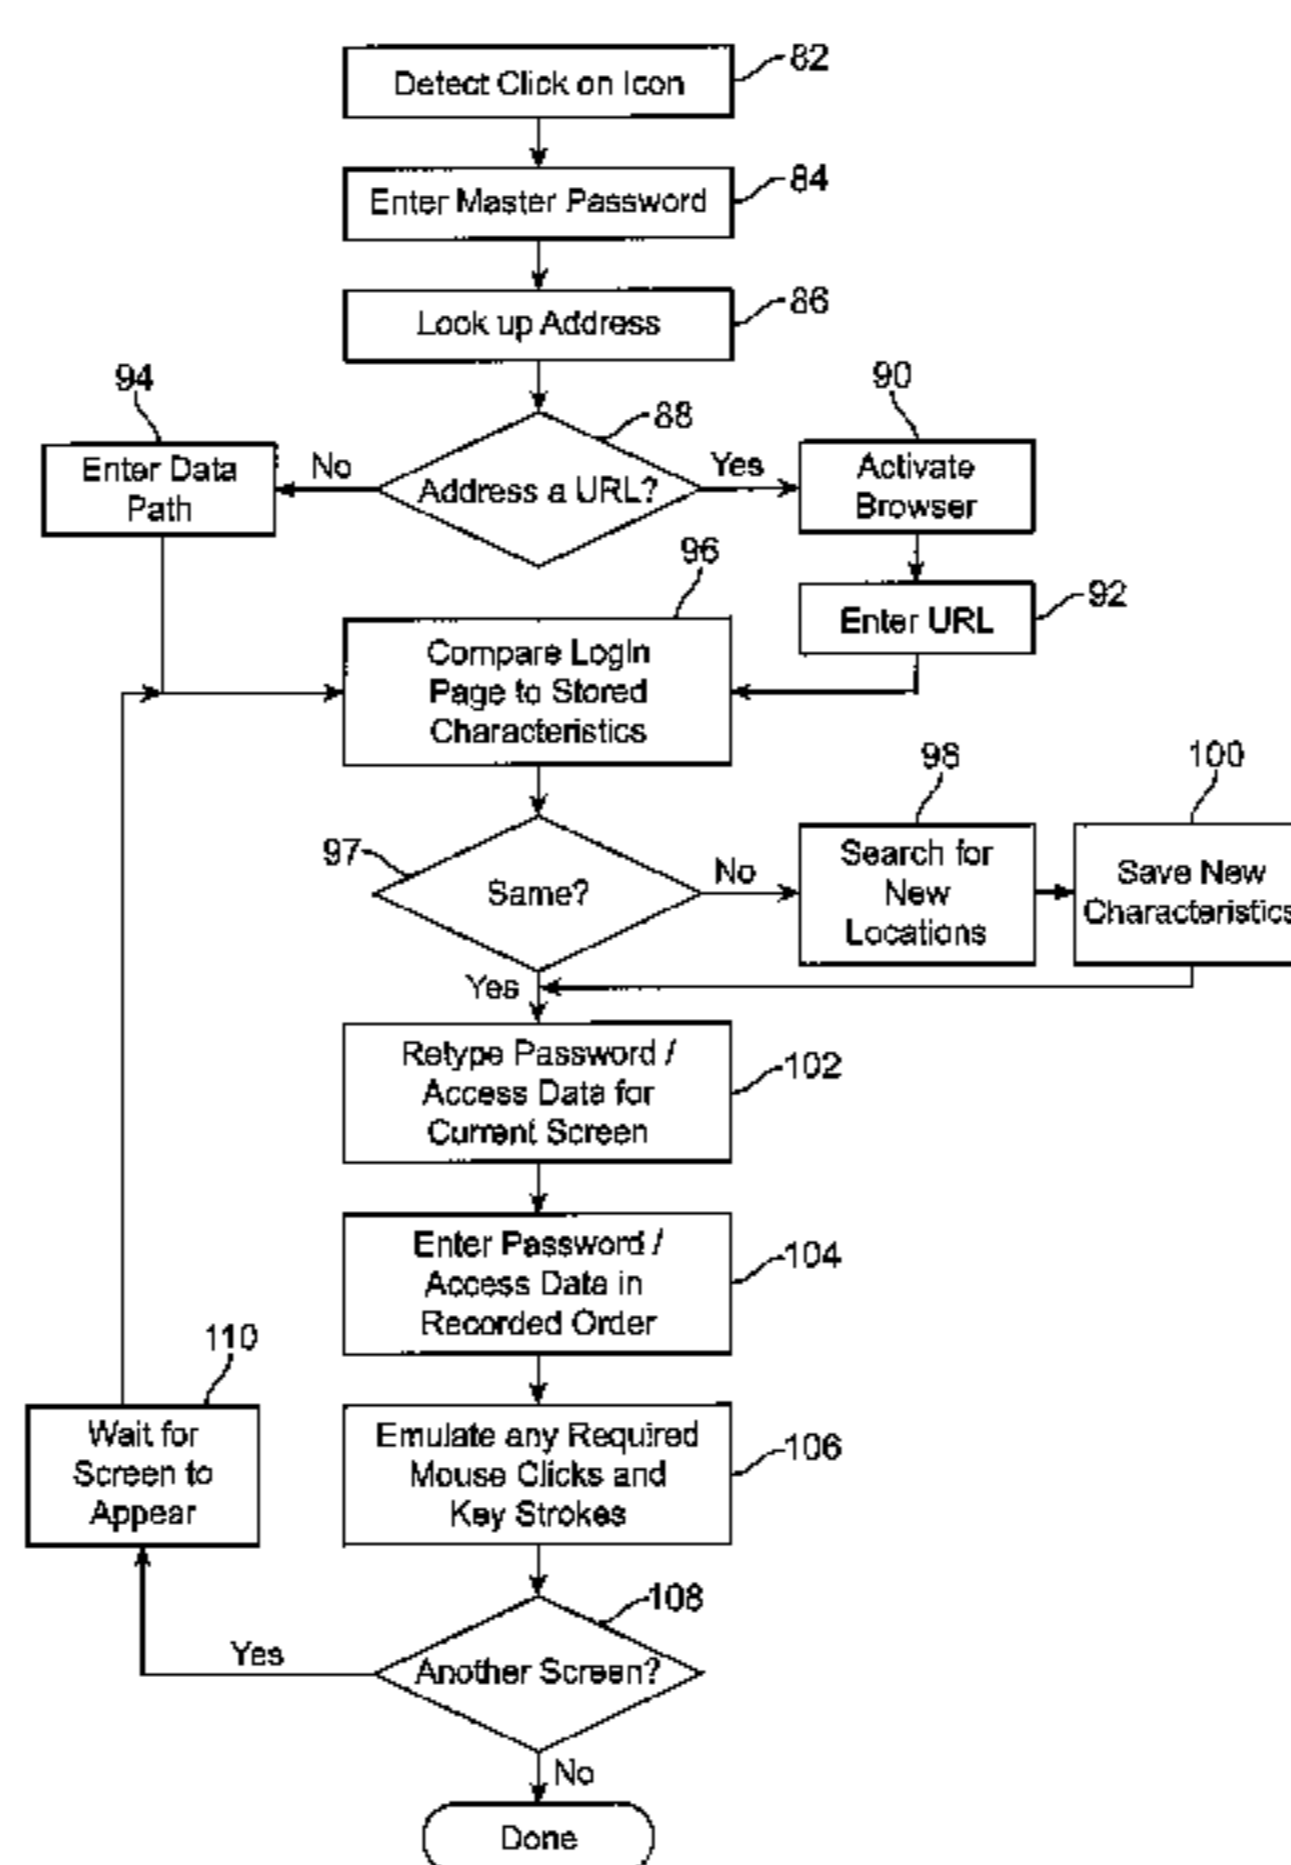 Detect Click on Icon
82
Enter Master Password
84
Look up Address
86
94
90
88
Enter Data
Path
No
Address a URL?
Yes
Activate
Browser
96
Enter URL
92
Compare Login
Page to Stored
Characteristics
98
100
97
Same?
No
Search for
New
Locations
Save New
Characteristics
Yes
Retype Password /
Access Data for
Current Screen
102
Enter Password /
Access Data in
Recorded Order
104
110
Wait for
Screen to
Appear
Emulate any Required
Mouse Clicks and
Key Strokes
106
108
Yes
Another Screen?
No
Done